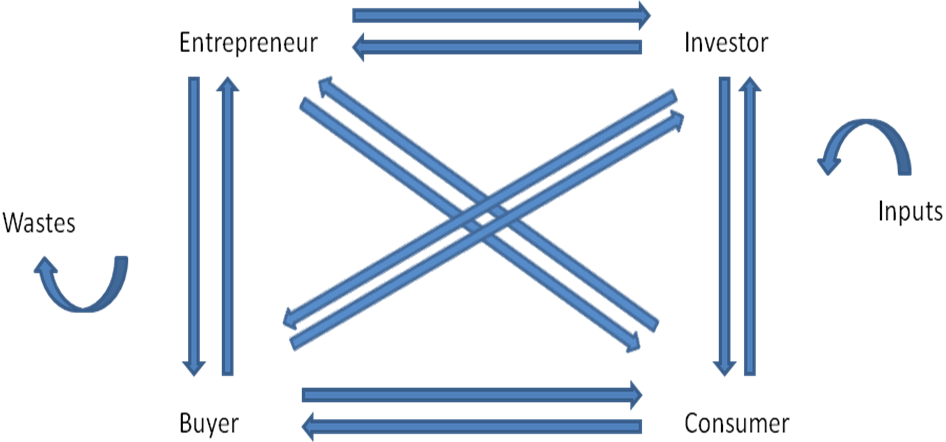 Entrepreneur
Investor
Wastes
Inputs
Buyer
Consumer